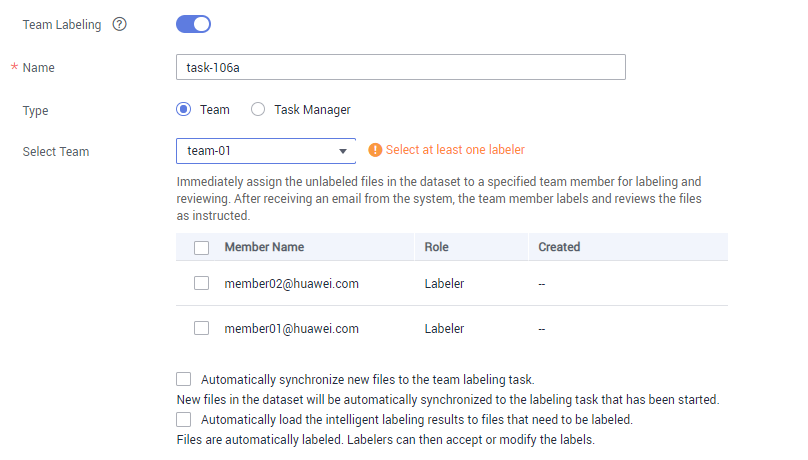 Team Labeling ?
* Name task-106a
Type Team Task Manager
Select Team team-01 ! Select at least one labeler
Immediately assign the unlabeled files in the dataset to a specified team member for labeling and
reviewing. After receiving an email from the system, the team member labels and reviews the files
as instructed.
Member Name Role Created
member02@huawei.com Labeler --
member01@huawei.com Labeler --
Automatically synchronize new files to the team labeling task.
New files in the dataset will be automatically synchronized to the labeling task that has been started.
Automatically load the intelligent labeling results to files that need to be labeled.
Files are automatically labeled. Labelers can then accept or modify the labels.